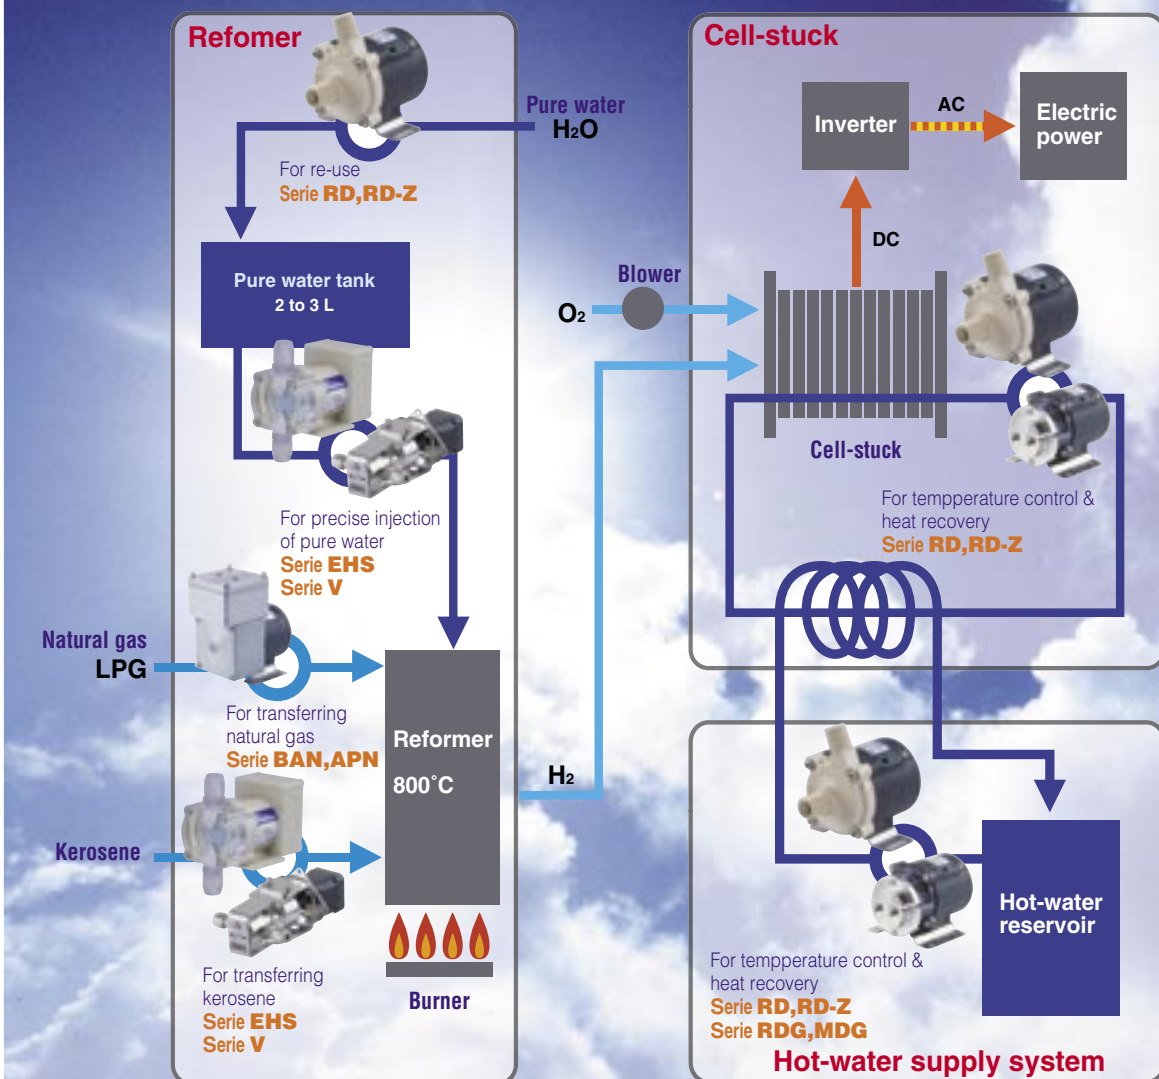 Refomer
Pure water
H₂O
For re-use
Serie RD,RD-Z
Pure water tank
2 to 3 L
For precise injection
of pure water
Serie EHS
Serie V
Natural gas
LPG
For transferring
natural gas
Serie BAN,APN
Reformer
800˚C
H₂
Kerosene
For transferring
kerosene
Serie EHS
Serie V
Burner
Cell-stuck
Inverter
AC
Electric
power
DC
Blower
O₂
Cell-stuck
For tempperature control &
heat recovery
Serie RD,RD-Z
Hot-water
reservoir
For tempperature control &
heat recovery
Serie RD,RD-Z
Serie RDG,MDG
Hot-water supply system